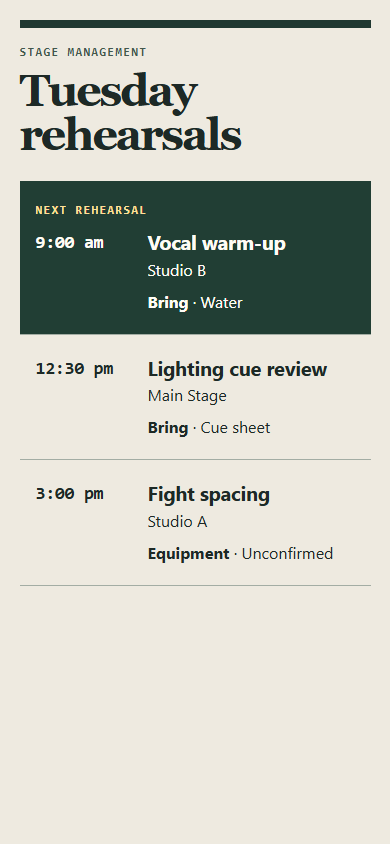 STAGE MANAGEMENT
Tuesday
rehearsals
NEXT REHEARSAL
9:00 am
Vocal warm-up
Studio B
Bring · Water
12:30 pm
Lighting cue review
Main Stage
Bring · Cue sheet
3:00 pm
Fight spacing
Studio A
Equipment · Unconfirmed